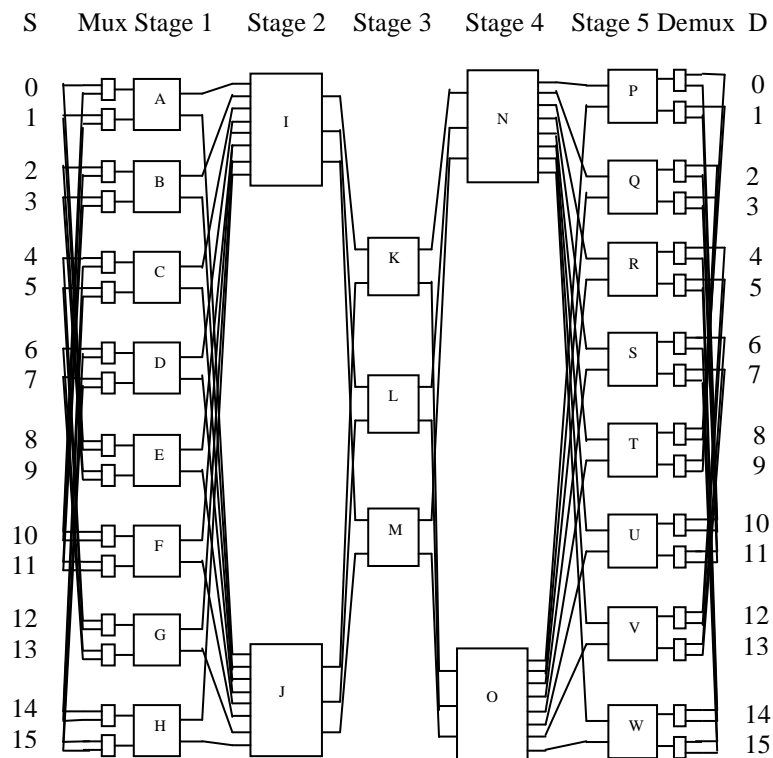 S Mux Stage 1 Stage 2 Stage 3 Stage 4 Stage 5 Demux D
0 A I N P 0
1 1
2 B Q 2
3 3
4 C K R 4
5 5
6 D S 6
7 L 7
8 E T 8
9 9
10 F M U 10
11 11
12 G V 12
13 13
J O
14 H W 14
15 15